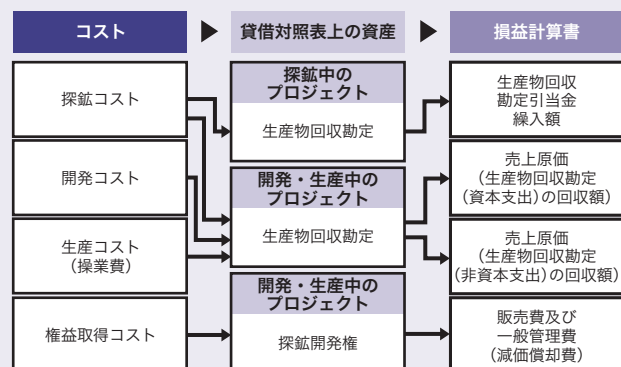 コスト
貸借対照表上の資産
損益計算書
探鉱コスト
開発コスト
生産コスト
(操業費)
権益取得コスト
探鉱中の
プロジェクト
生産物回収勘定
開発・生産中の
プロジェクト
生産物回収勘定
開発・生産中の
プロジェクト
探鉱開発権
生産物回収
勘定引当金
繰入額
売上原価
(生産物回収勘定
(資本支出)の回収額)
売上原価
(生産物回収勘定
(非資本支出)の回収額)
販売費及び
一般管理費
(減価償却費)